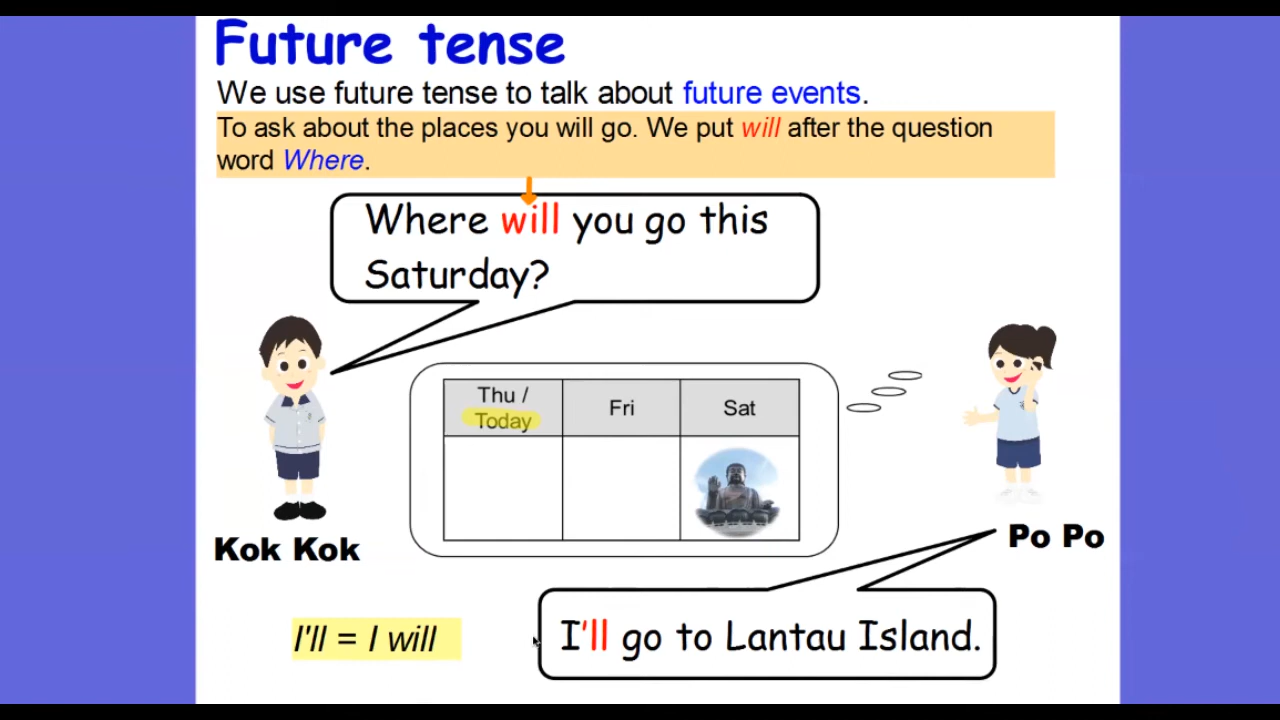 Future tense
We use future tense to talk about future events.
To ask about the places you will go. We put will after the question
word Where.
Where will you go this
Saturday?
Thu /
Today
Fri
Sat
Kok Kok
Po Po
I'll = I will
I'll go to Lantau Island.